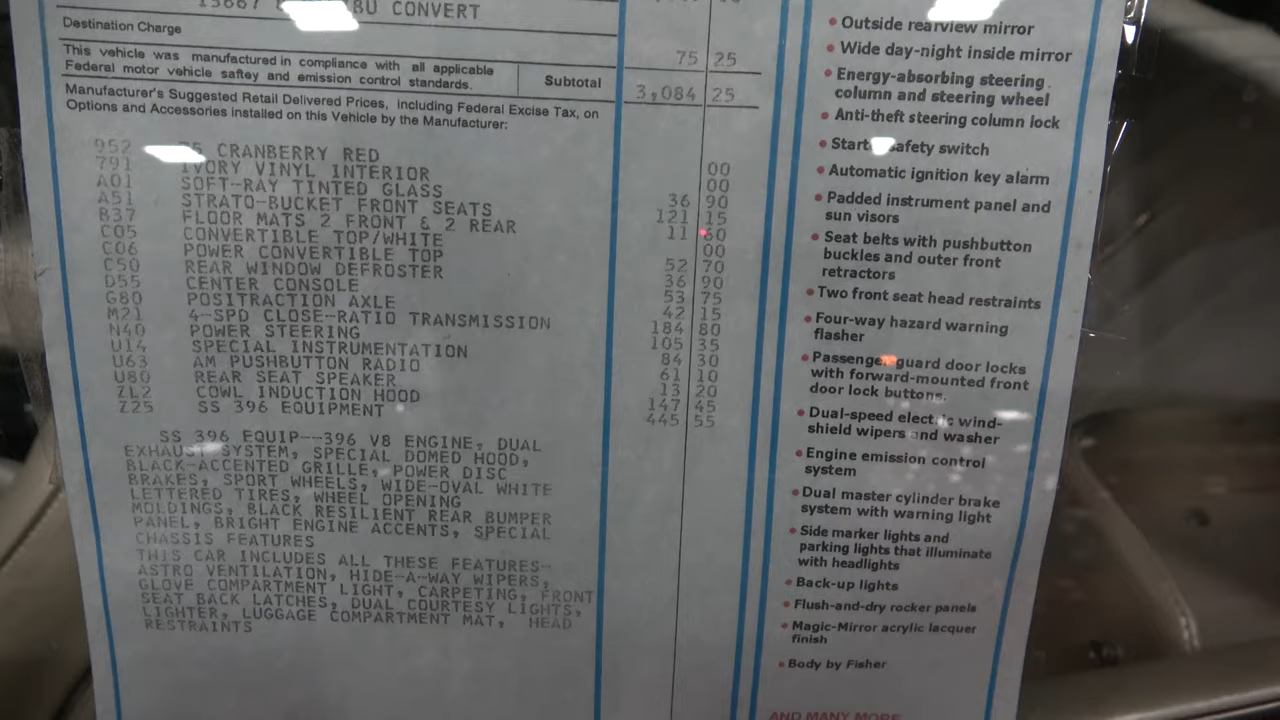 BU CONVERT
Destination Charge 75 25
This vehicle was manufactured in compliance with all applicable
Federal motor vehicle saftey and emission control standards.
Subtotal 3,084 25
Manufacturer's Suggested Retail Delivered Prices, including Federal Excise Tax, on
Options and Accessories installed on this Vehicle by the Manufacturer:
952 CRANBERRY RED 00
791 IVORY VINYL INTERIOR 00
A01 SOFT-RAY TINTED GLASS 36 90
A51 STRATO-BUCKET FRONT SEATS 121 15
B37 FLOOR MATS 2 FRONT & 2 REAR 11 60
C05 CONVERTIBLE TOP/WHITE 00
C06 POWER CONVERTIBLE TOP 52 70
C50 REAR WINDOW DEFROSTER 36 90
D55 CENTER CONSOLE 53 75
G80 POSITRACTION AXLE 42 15
M21 4-SPD CLOSE-RATIO TRANSMISSION 184 80
N40 POWER STEERING 105 35
U14 SPECIAL INSTRUMENTATION 84 30
U63 AM PUSHBUTTON RADIO 61 10
U80 REAR SEAT SPEAKER 13 20
ZL2 COWL INDUCTION HOOD 147 45
Z25 SS 396 EQUIPMENT 445 55
SS 396 EQUIP--396 V8 ENGINE, DUAL
EXHAUST SYSTEM, SPECIAL DOMED HOOD,
BLACK-ACCENTED GRILLE, POWER DISC
BRAKES, SPORT WHEELS, WIDE-OVAL WHITE
LETTERED TIRES, WHEEL OPENING
MOLDINGS, BLACK RESILIENT REAR BUMPER
PANEL, BRIGHT ENGINE ACCENTS, SPECIAL
CHASSIS FEATURES
THIS CAR INCLUDES ALL THESE FEATURES-
ASTRO VENTILATION, HIDE-A-WAY WIPERS,
GLOVE COMPARTMENT LIGHT, CARPETING, FRONT
SEAT BACK LATCHES, DUAL COURTESY LIGHTS,
LIGHTER, LUGGAGE COMPARTMENT MAT, HEAD
RESTRAINTS
• Outside rearview mirror
• Wide day-night inside mirror
• Energy-absorbing steering
column and steering wheel
• Anti-theft steering column lock
• Starter safety switch
• Automatic ignition key alarm
• Padded instrument panel and
sun visors
• Seat belts with pushbutton
buckles and outer front
retractors
• Two front seat head restraints
• Four-way hazard warning
flasher
• Passenger-guard door locks
with forward-mounted front
door lock buttons.
• Dual-speed electric wind-
shield wipers and washer
• Engine emission control
system
• Dual master cylinder brake
system with warning light
• Side marker lights and
parking lights that illuminate
with headlights
• Back-up lights
• Flush-and-dry rocker panels
• Magic-Mirror acrylic lacquer
finish
• Body by Fisher
AND MANY MORE